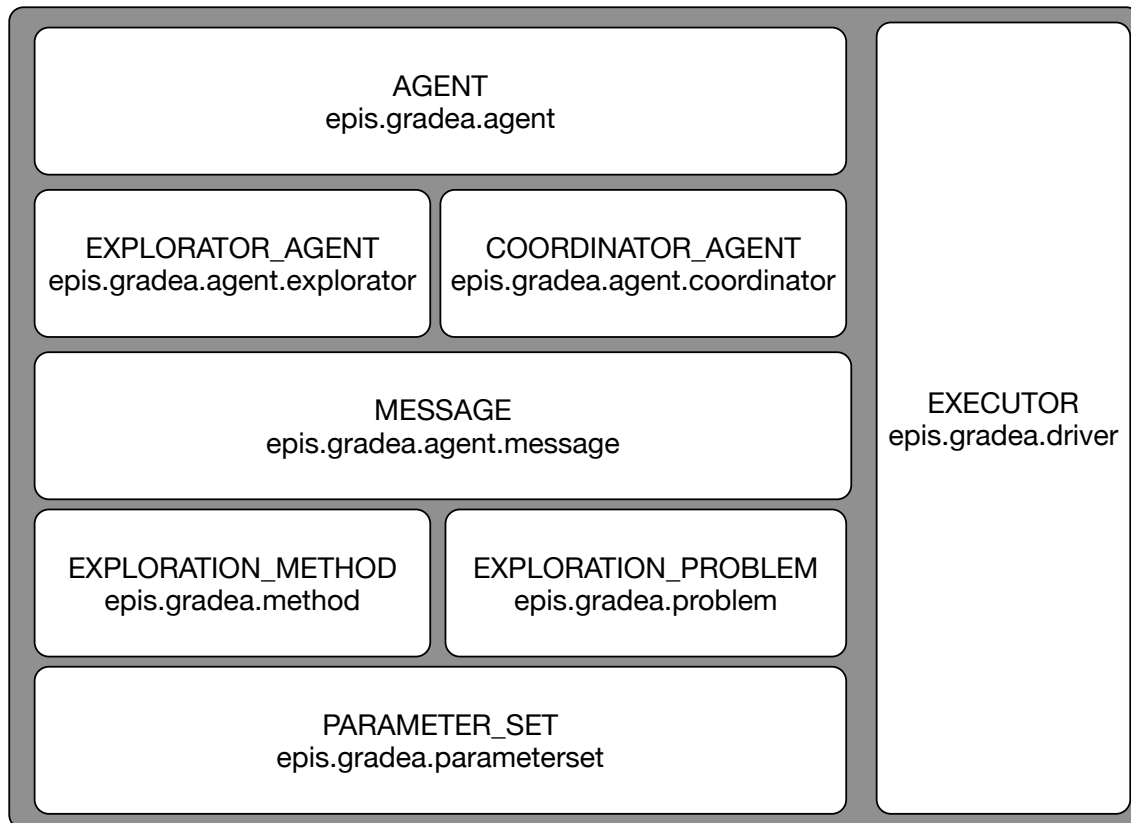 AGENT
epis.gradea.agent
EXPLORATOR_AGENT
epis.gradea.agent.explorator
COORDINATOR_AGENT
epis.gradea.agent.coordinator
MESSAGE
epis.gradea.agent.message
EXPLORATION_METHOD
epis.gradea.method
EXPLORATION_PROBLEM
epis.gradea.problem
PARAMETER_SET
epis.gradea.parameterset
EXECUTOR
epis.gradea.driver